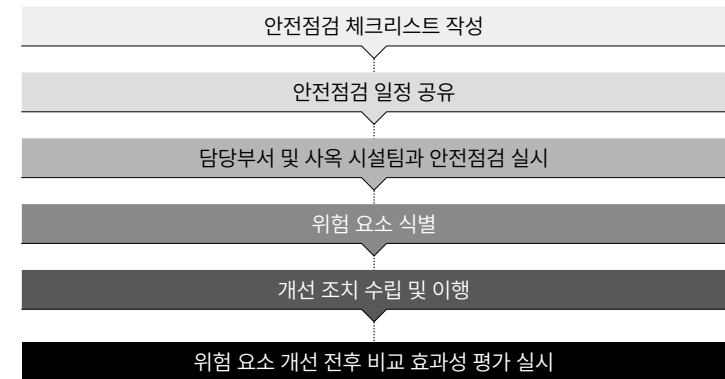 안전점검 체크리스트 작성
안전점검 일정 공유
담당부서 및 사옥 시설팀과 안전점검 실시
위험 요소 식별
개선 조치 수립 및 이행
위험 요소 개선 전후 비교 효과성 평가 실시